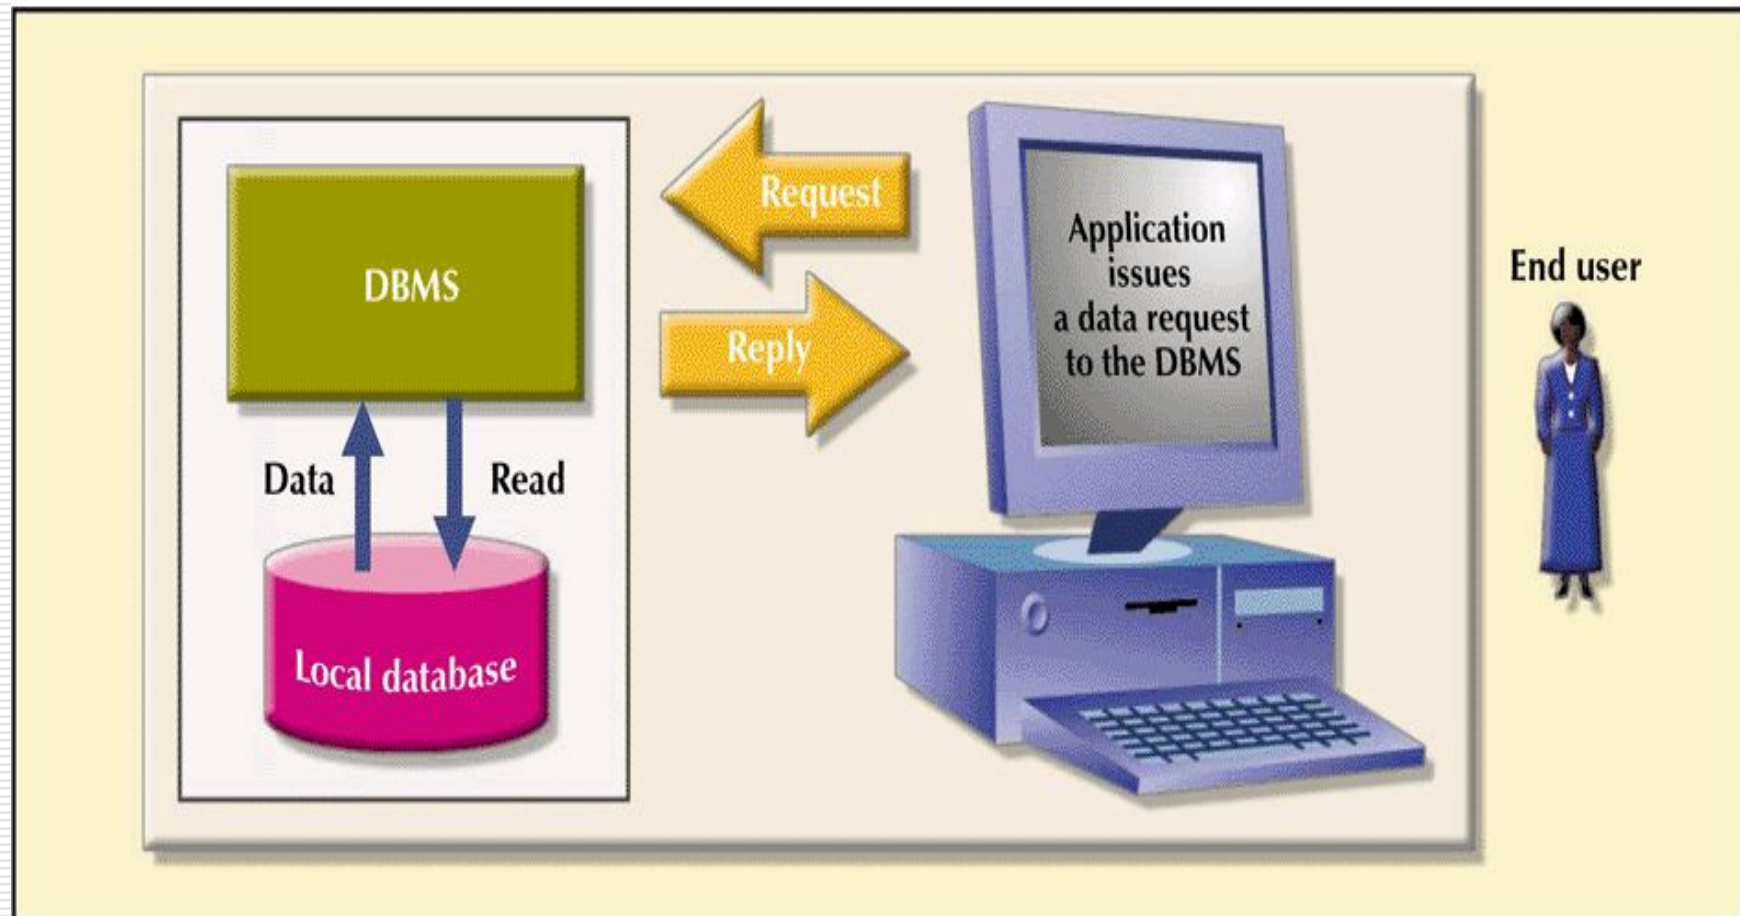 DBMS
Data
Read
Local database
Request
Reply
Application
issues
a data request
to the DBMS
End user